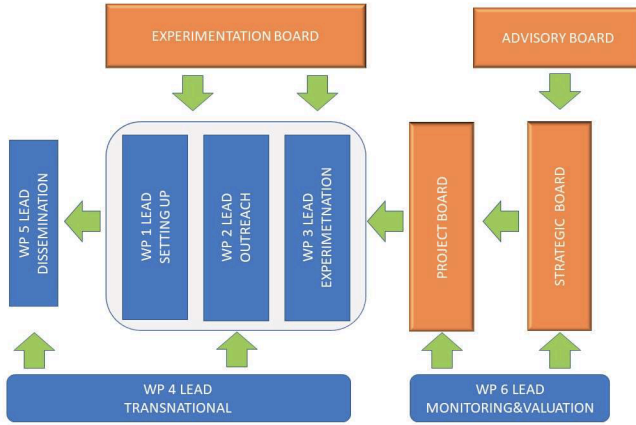 EXPERIMENTATION BOARD
ADVISORY BOARD
WP 5 LEAD
DISSEMINATION
WP 1 LEAD
SETTING UP
WP 2 LEAD
OUTREACH
WP 3 LEAD
EXPERIMETNATION
PROJECT BOARD
STRATEGIC BOARD
WP 4 LEAD
TRANSNATIONAL
WP 6 LEAD
MONITORING&VALUATION